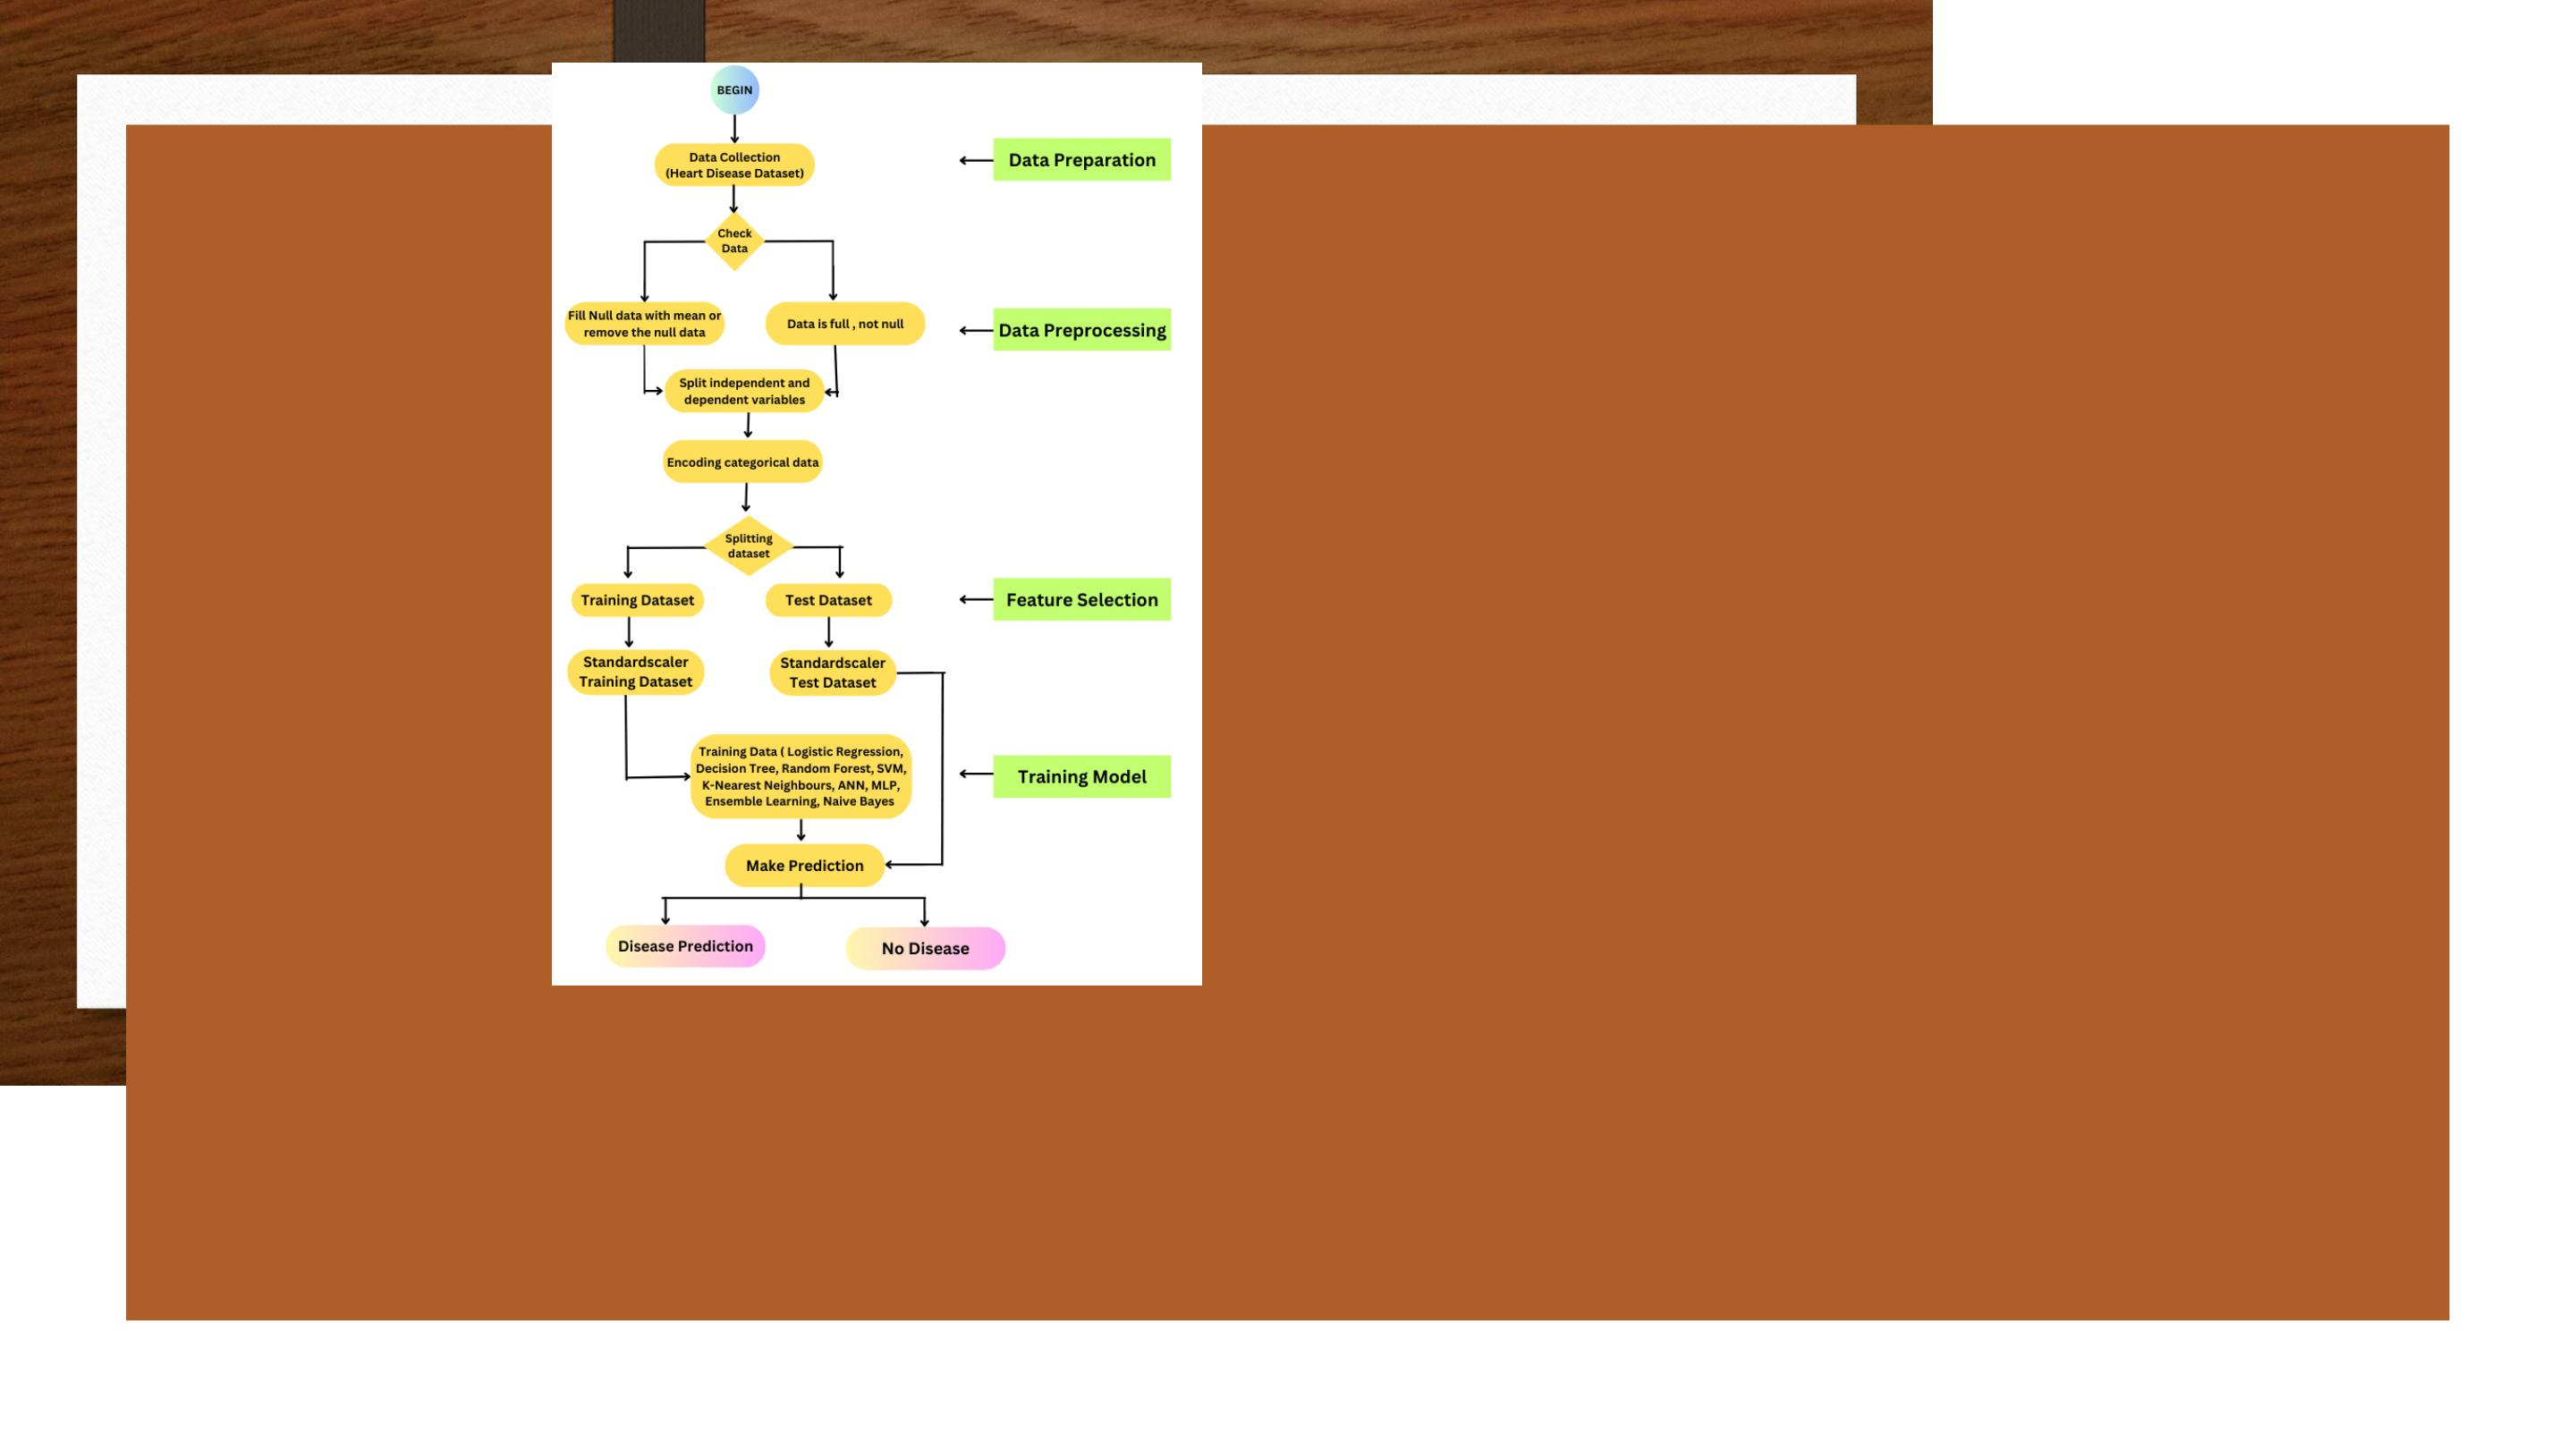 BEGIN
Data Collection
(Heart Disease Dataset)
Data Preparation
Check
Data
Fill Null data with mean or
remove the null data
Data is full , not null
Data Preprocessing
Split independent and
dependent variables
Encoding categorical data
Splitting
dataset
Training Dataset
Test Dataset
Feature Selection
Standardscaler
Training Dataset
Standardscaler
Test Dataset
Training Data ( Logistic Regression,
Decision Tree, Random Forest, SVM,
K-Nearest Neighbours, ANN, MLP,
Ensemble Learning, Naive Bayes
Training Model
Make Prediction
Disease Prediction
No Disease